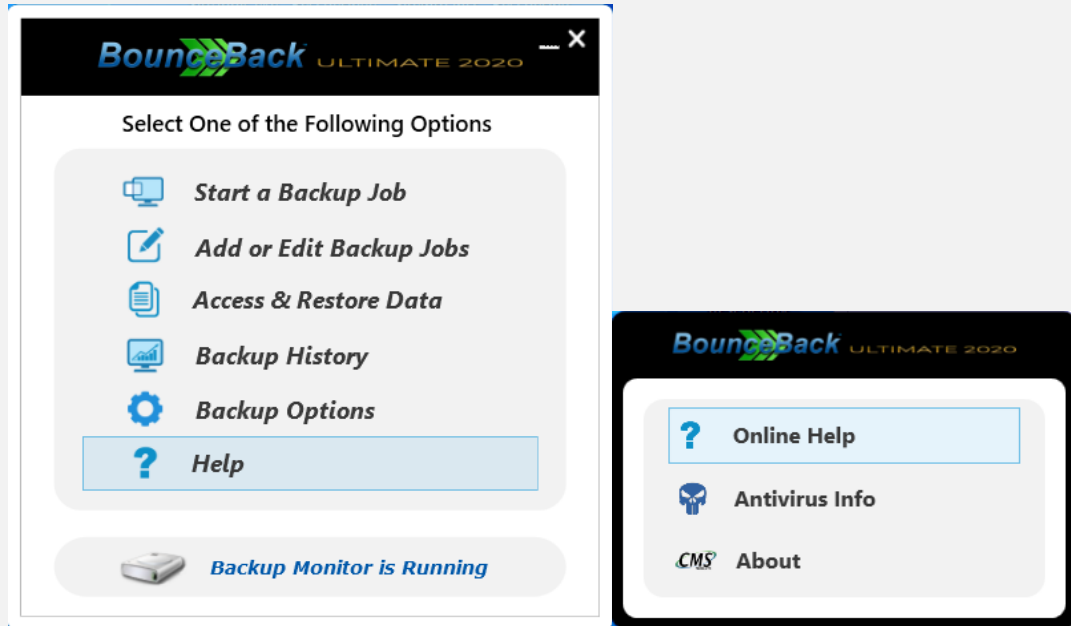 BounceBack ULTIMATE 2020
Select One of the Following Options
Start a Backup Job
Add or Edit Backup Jobs
Access & Restore Data
Backup History
Backup Options
? Help
Backup Monitor is Running
BounceBack ULTIMATE 2020
? Online Help
Antivirus Info
CMS About